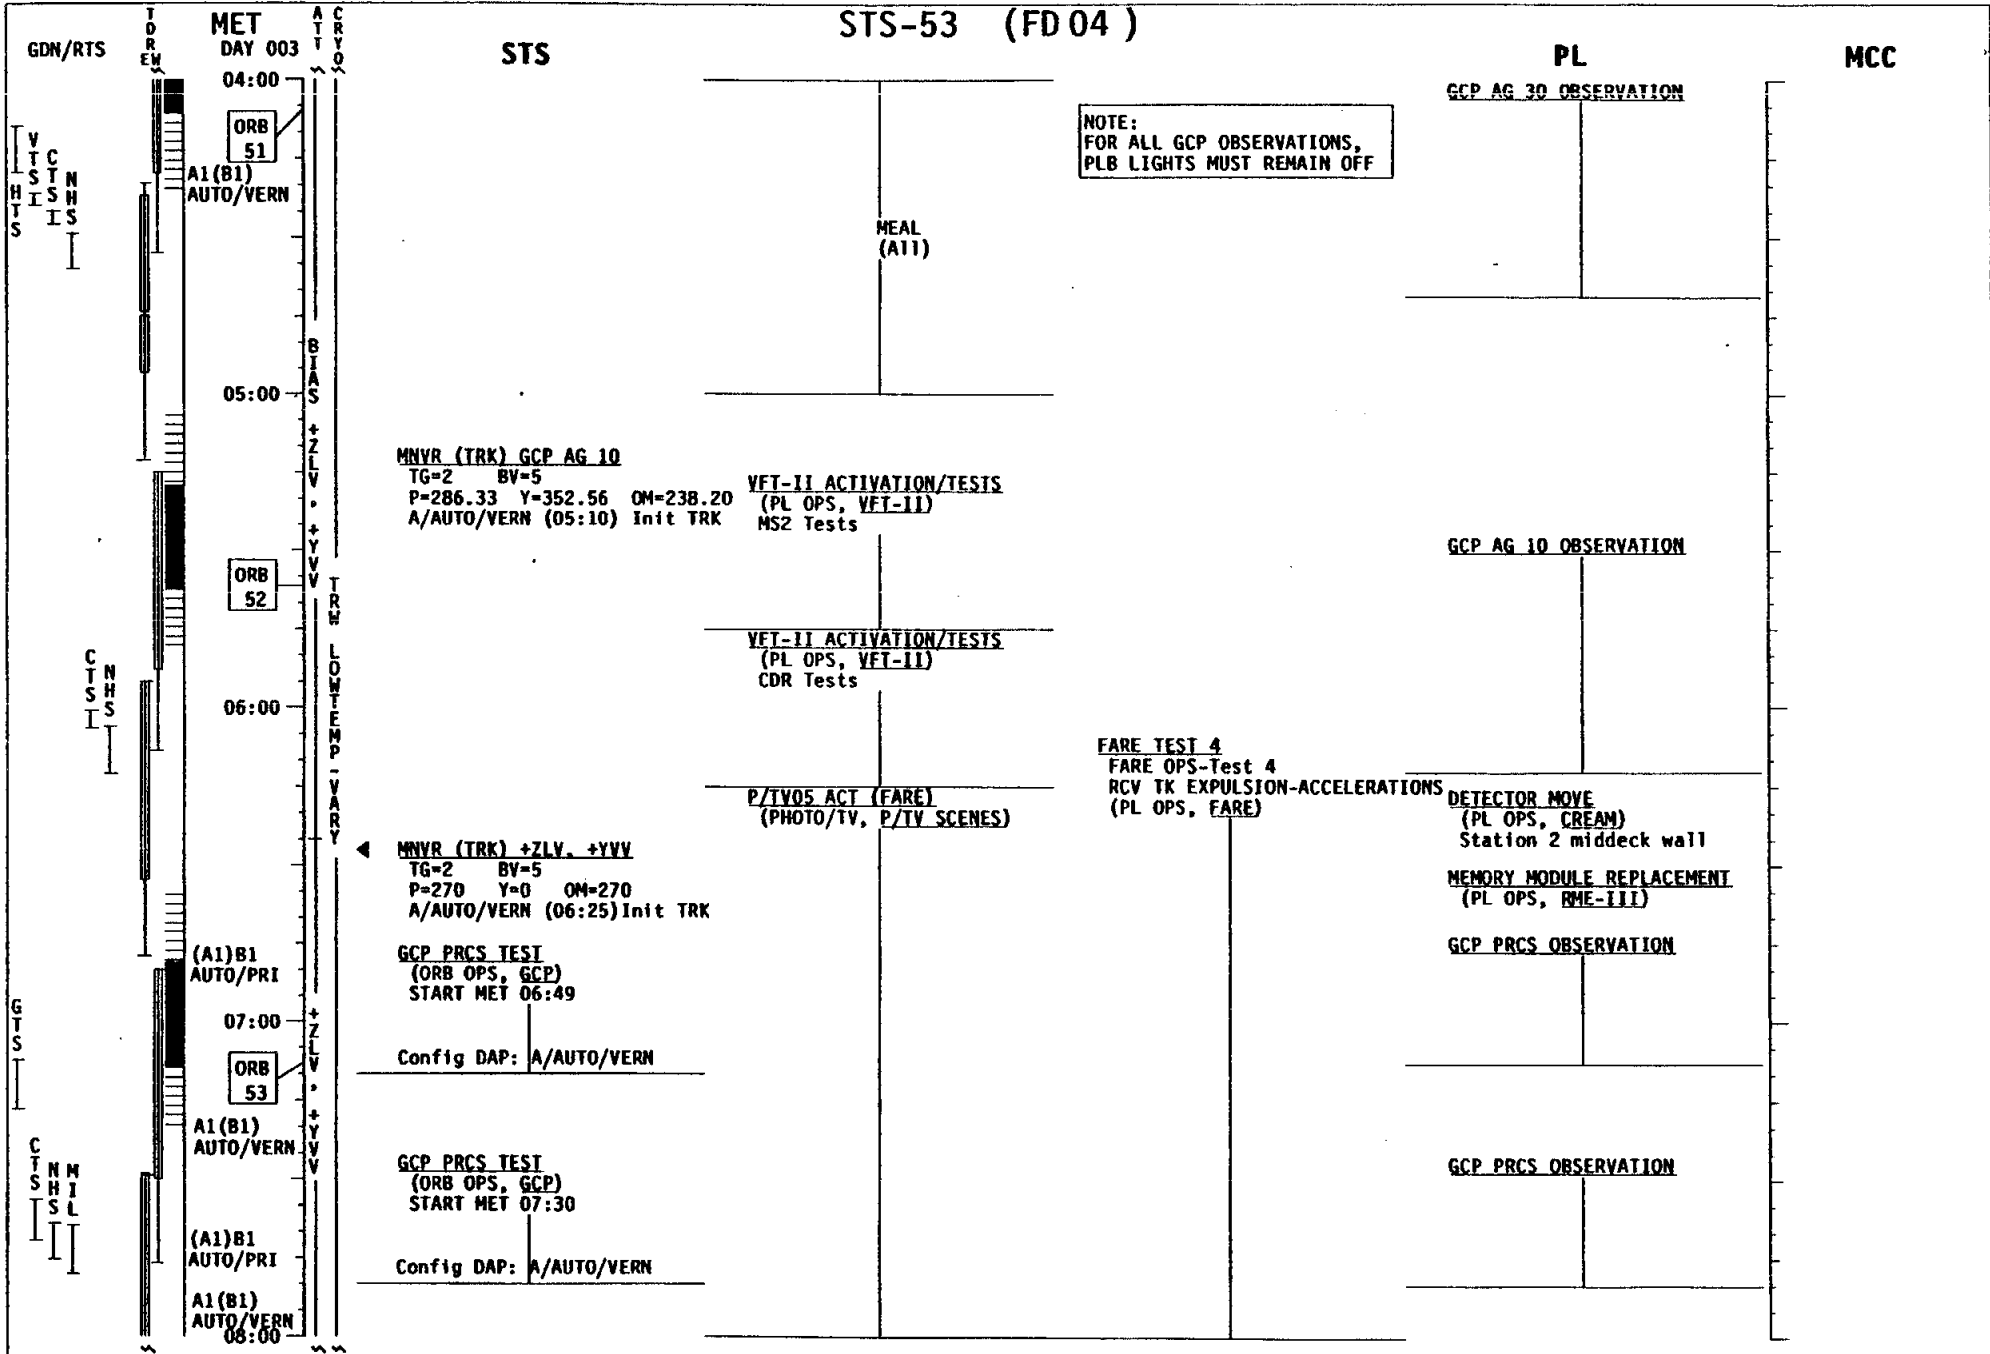 STS-53 (FD 04 )
GDN/RTS
TDRE W
MET
DAY 003
ATT
CRYO
STS
PL
MCC
04:00
ORB
51
VTS
CTS
NHS
HTS
A1(B1)
AUTO/VERN
MEAL
(All)
NOTE:
FOR ALL GCP OBSERVATIONS,
PLB LIGHTS MUST REMAIN OFF
GCP AG 30 OBSERVATION
BIAS +ZLV, +YVV
05:00
MNVR (TRK) GCP AG 10
TG=2 BV=5
P=286.33 Y=352.56 OM=238.20
A/AUTO/VERN (05:10) Init TRK
VFT-II ACTIVATION/TESTS
(PL OPS, VFT-II)
MS2 Tests
GCP AG 10 OBSERVATION
ORB
52
TRW LOWTEMP-VARY
VFT-II ACTIVATION/TESTS
(PL OPS, VFT-II)
CDR Tests
CTS
NHS
06:00
FARE TEST 4
FARE OPS-Test 4
RCV TK EXPULSION-ACCELERATIONS
(PL OPS, FARE)
P/TV05 ACT (FARE)
(PHOTO/TV, P/TV SCENES)
DETECTOR MOVE
(PL OPS, CREAM)
Station 2 middeck wall
MNVR (TRK) +ZLV, +YVV
TG=2 BV=5
P=270 Y=0 OM=270
A/AUTO/VERN (06:25)Init TRK
MEMORY MODULE REPLACEMENT
(PL OPS, RME-III)
(A1)B1
AUTO/PRI
GCP PRCS TEST
(ORB OPS, GCP)
START MET 06:49
GCP PRCS OBSERVATION
GTS
07:00
+ZLV, +YVV
ORB
53
Config DAP: A/AUTO/VERN
A1(B1)
AUTO/VERN
CTS
NHS
MIL
GCP PRCS TEST
(ORB OPS, GCP)
START MET 07:30
GCP PRCS OBSERVATION
(A1)B1
AUTO/PRI
Config DAP: A/AUTO/VERN
A1(B1)
AUTO/VERN
08:00